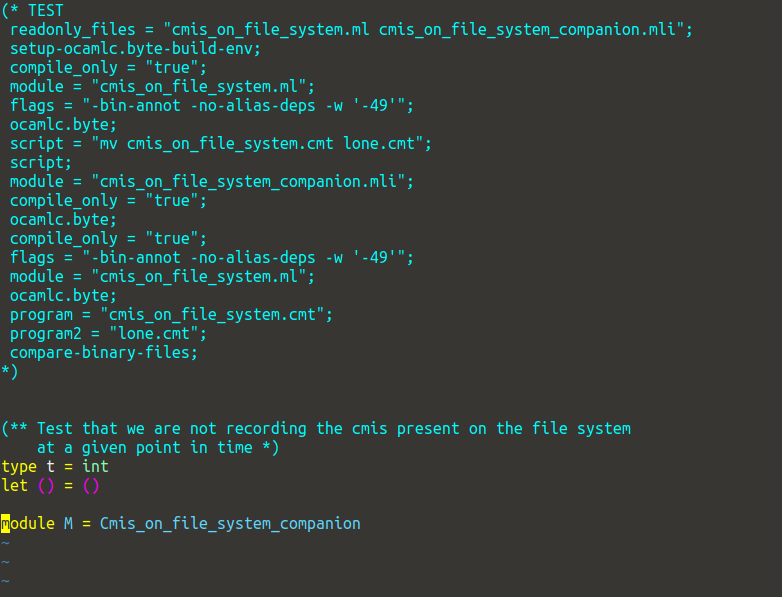 (* TEST
 readonly_files = "cmis_on_file_system.ml cmis_on_file_system_companion.mli";
 setup-ocamlc.byte-build-env;
 compile_only = "true";
 module = "cmis_on_file_system.ml";
 flags = "-bin-annot -no-alias-deps -w '-49'";
 ocamlc.byte;
 script = "mv cmis_on_file_system.cmt lone.cmt";
 script;
 module = "cmis_on_file_system_companion.mli";
 compile_only = "true";
 ocamlc.byte;
 compile_only = "true";
 flags = "-bin-annot -no-alias-deps -w '-49'";
 module = "cmis_on_file_system.ml";
 ocamlc.byte;
 program = "cmis_on_file_system.cmt";
 program2 = "lone.cmt";
 compare-binary-files;
*)
(** Test that we are not recording the cmis present on the file system
    at a given point in time *)
type t = int
let () = ()
module M = Cmis_on_file_system_companion
~
~
~